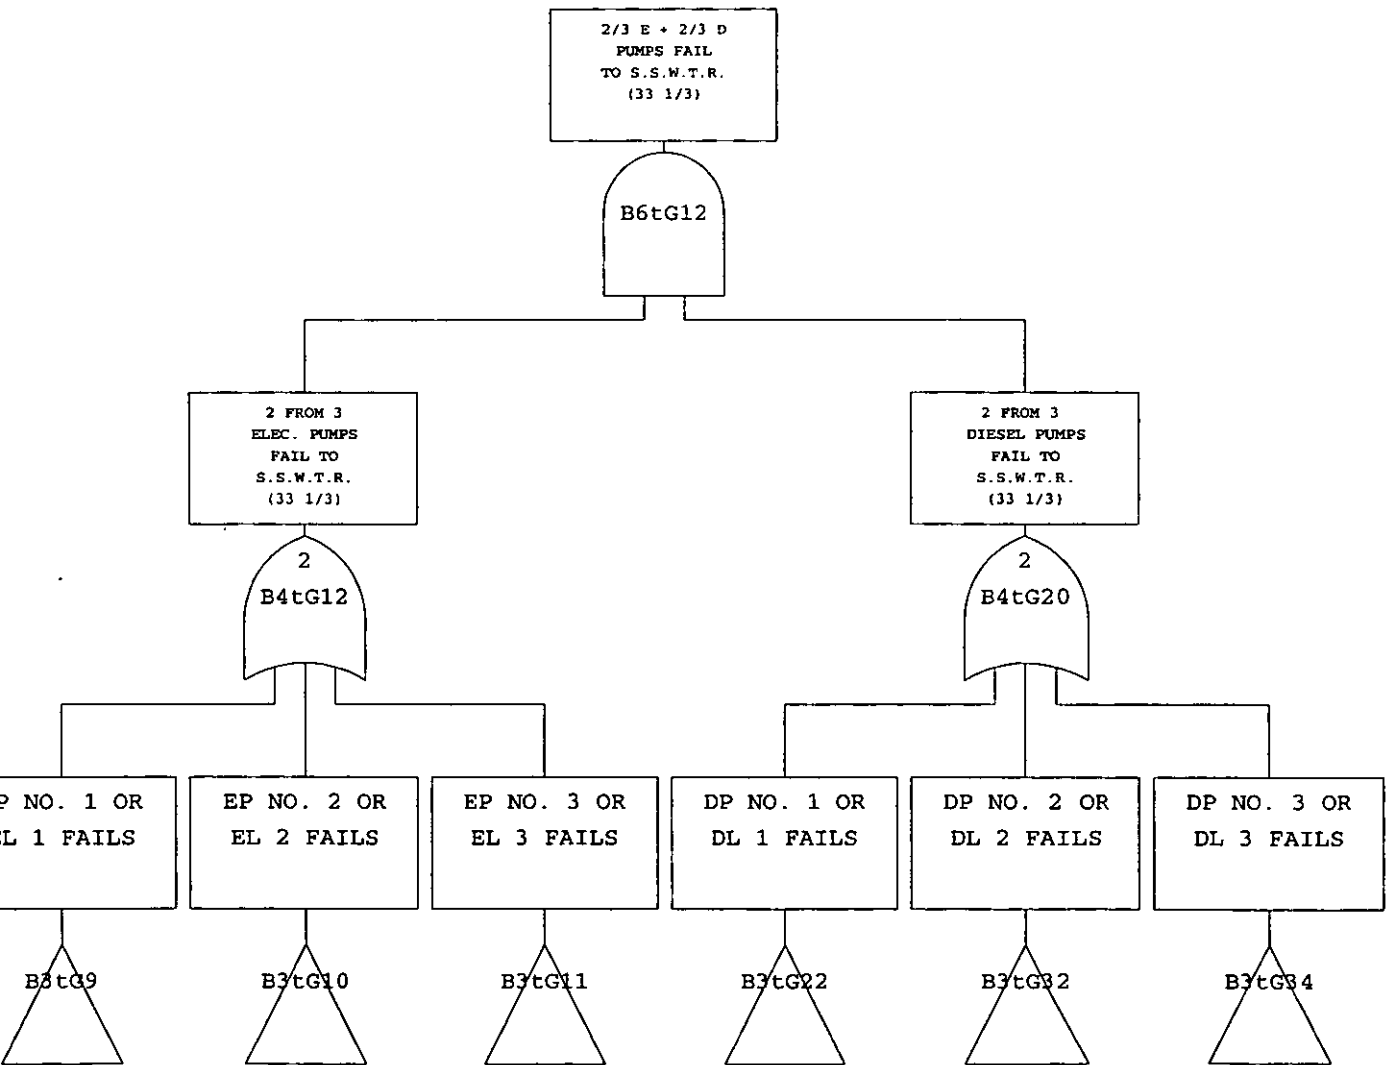 2/3 E + 2/3 D
PUMPS FAIL
TO S.S.W.T.R.
(33 1/3)
B6tG12
2 FROM 3
ELEC. PUMPS
FAIL TO
S.S.W.T.R.
(33 1/3)
2 FROM 3
DIESEL PUMPS
FAIL TO
S.S.W.T.R.
(33 1/3)
2
B4tG12
2
B4tG20
P NO. 1 OR
L 1 FAILS
EP NO. 2 OR
EL 2 FAILS
EP NO. 3 OR
EL 3 FAILS
DP NO. 1 OR
DL 1 FAILS
DP NO. 2 OR
DL 2 FAILS
DP NO. 3 OR
DL 3 FAILS
B3tG9
B3tG10
B3tG11
B3tG22
B3tG32
B3tG34